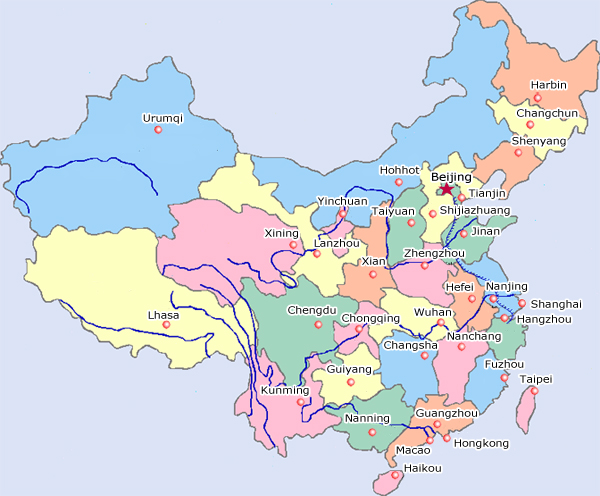 Harbin
Changchun
Urumqi
Shenyang
Hohhot
Beijing
Tianjin
Yinchuan
Taiyuan
Shijiazhuang
Xining
Jinan
Lanzhou
Zhengzhou
Xian
Hefei
Nanjing
Shanghai
Lhasa
Chengdu
Chongqing
Wuhan
Hangzhou
Changsha
Nanchang
Guiyang
Fuzhou
Kunming
Taipei
Nanning
Guangzhou
Macao
Hongkong
Haikou